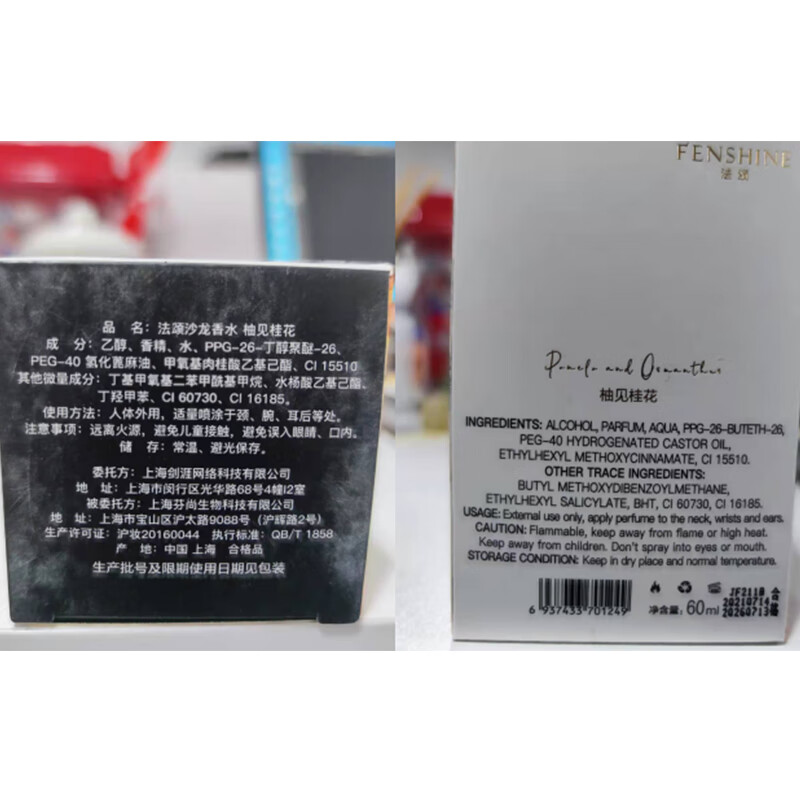 品 名：法颂沙龙香水 柚见桂花
成 分：乙醇、香精、水、PPG-26-丁醇聚醚-26、
PEG-40 氢化蓖麻油、甲氧基肉桂酸乙基己酯、CI 15510
其他微量成分：丁基甲氧基二苯甲酰基甲烷、水杨酸乙基己酯、
丁羟甲苯、CI 60730、CI 16185。
使用方法：人体外用，适量喷涂于颈、腕、耳后等处。
注意事项：远离火源，避免儿童接触，避免误入眼睛、口内。
储 存：常温、避光保存。
委托方：上海剑涯网络科技有限公司
地 址：上海市闵行区光华路68号4幢I2室
被委托方：上海芬尚生物科技有限公司
地 址：上海市宝山区沪太路9088号（沪辉路2号）
生产许可证：沪妆20160044 执行标准：QB/T 1858
产 地：中国 上海 合格品
生产批号及限期使用日期见包装
FENSHINE
法颂
Pomelo and Osmanthus
柚见桂花
INGREDIENTS: ALCOHOL, PARFUM, AQUA, PPG-26-BUTETH-26,
PEG-40 HYDROGENATED CASTOR OIL,
ETHYLHEXYL METHOXYCINNAMATE, CI 15510.
OTHER TRACE INGREDIENTS:
BUTYL METHOXYDIBENZOYLMETHANE,
ETHYLHEXYL SALICYLATE, BHT, CI 60730, CI 16185.
USAGE: External use only, apply perfume to the neck, wrists and ears.
CAUTION: Flammable, keep away from flame or high heat.
Keep away from children. Don't spray into eyes or mouth.
STORAGE CONDITION: Keep in dry place and normal temperature.
6 937433 701249
净含量：60ml
JF211B 合
20210714
20260713 格